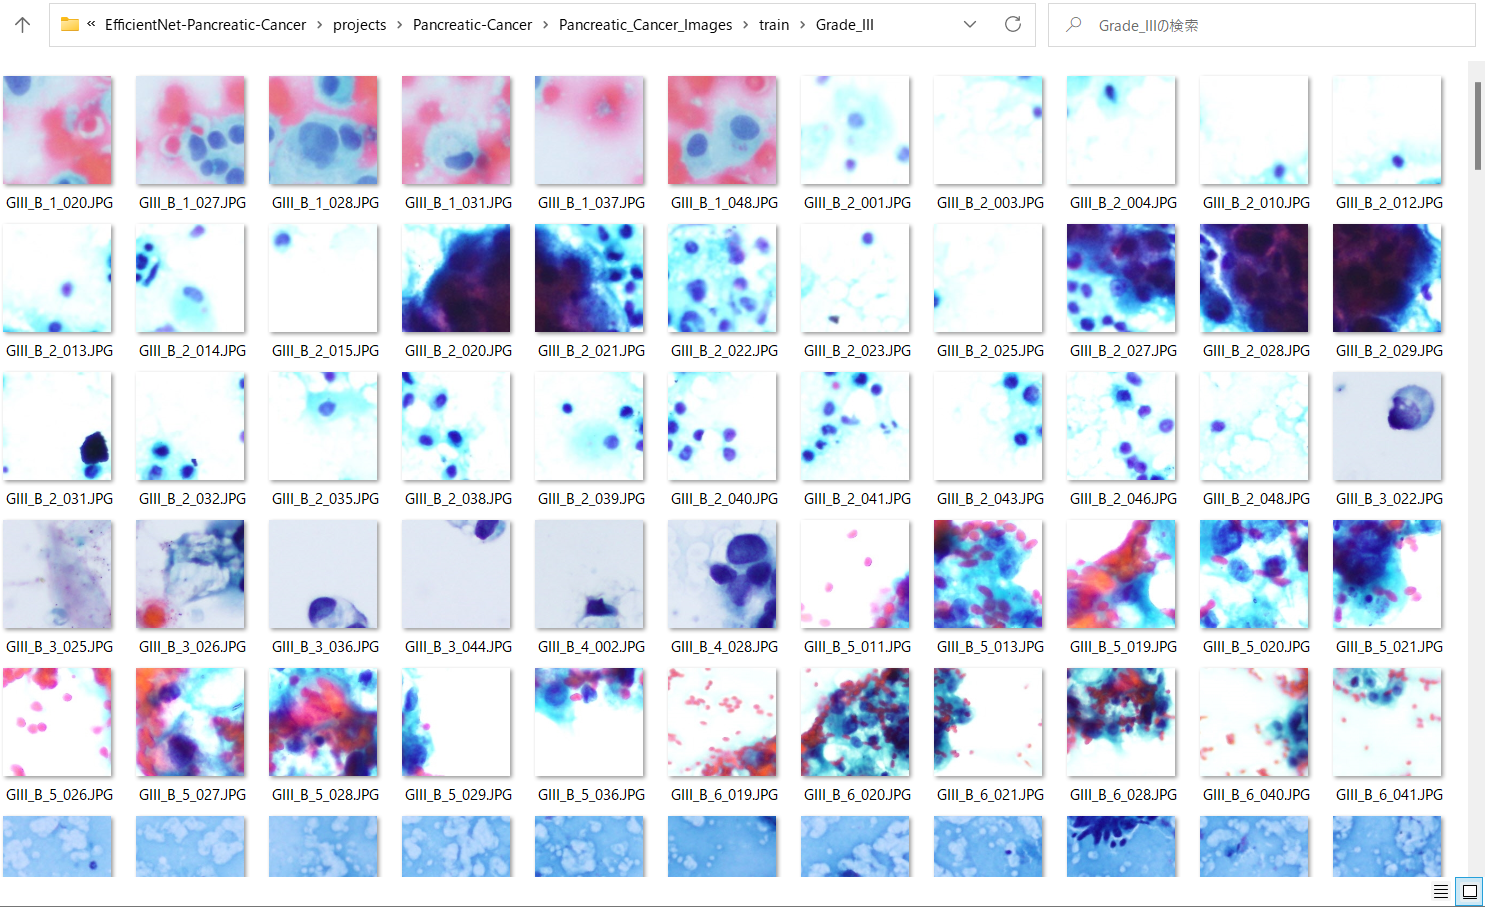 « EfficientNet-Pancreatic-Cancer > projects > Pancreatic-Cancer > Pancreatic_Cancer_Images > train > Grade_III
Grade_IIIの検索
GIII_B_1_020.JPG GIII_B_1_027.JPG GIII_B_1_028.JPG GIII_B_1_031.JPG GIII_B_1_037.JPG GIII_B_1_048.JPG GIII_B_2_001.JPG GIII_B_2_003.JPG GIII_B_2_004.JPG GIII_B_2_010.JPG GIII_B_2_012.JPG
GIII_B_2_013.JPG GIII_B_2_014.JPG GIII_B_2_015.JPG GIII_B_2_020.JPG GIII_B_2_021.JPG GIII_B_2_022.JPG GIII_B_2_023.JPG GIII_B_2_025.JPG GIII_B_2_027.JPG GIII_B_2_028.JPG GIII_B_2_029.JPG
GIII_B_2_031.JPG GIII_B_2_032.JPG GIII_B_2_035.JPG GIII_B_2_038.JPG GIII_B_2_039.JPG GIII_B_2_040.JPG GIII_B_2_041.JPG GIII_B_2_043.JPG GIII_B_2_046.JPG GIII_B_2_048.JPG GIII_B_3_022.JPG
GIII_B_3_025.JPG GIII_B_3_026.JPG GIII_B_3_036.JPG GIII_B_3_044.JPG GIII_B_4_002.JPG GIII_B_4_028.JPG GIII_B_5_011.JPG GIII_B_5_013.JPG GIII_B_5_019.JPG GIII_B_5_020.JPG GIII_B_5_021.JPG
GIII_B_5_026.JPG GIII_B_5_027.JPG GIII_B_5_028.JPG GIII_B_5_029.JPG GIII_B_5_036.JPG GIII_B_6_019.JPG GIII_B_6_020.JPG GIII_B_6_021.JPG GIII_B_6_028.JPG GIII_B_6_040.JPG GIII_B_6_041.JPG